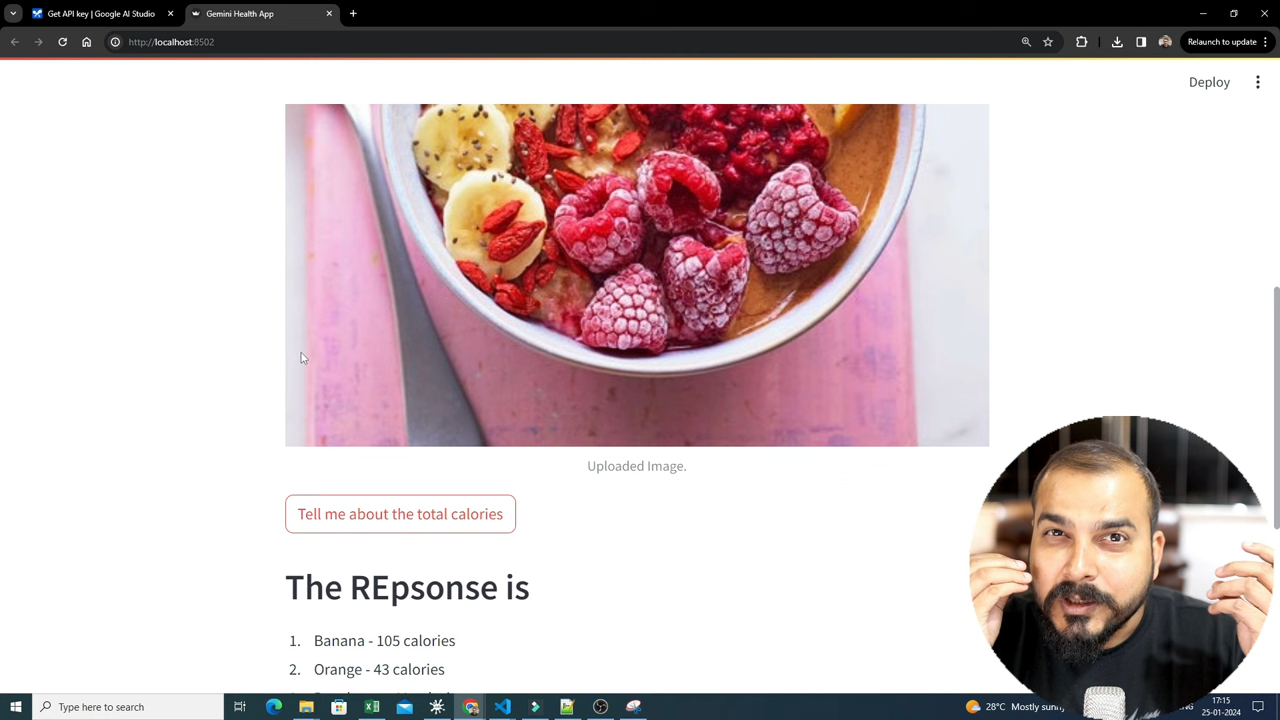 Get API key | Google AI Studio
Gemini Health App
http://localhost:8502
Relaunch to update
Deploy
Uploaded Image.
Tell me about the total calories
The REpsonse is
1. Banana - 105 calories
2. Orange - 43 calories
Type here to search
28°C Mostly sunny
17:15
25-01-2024